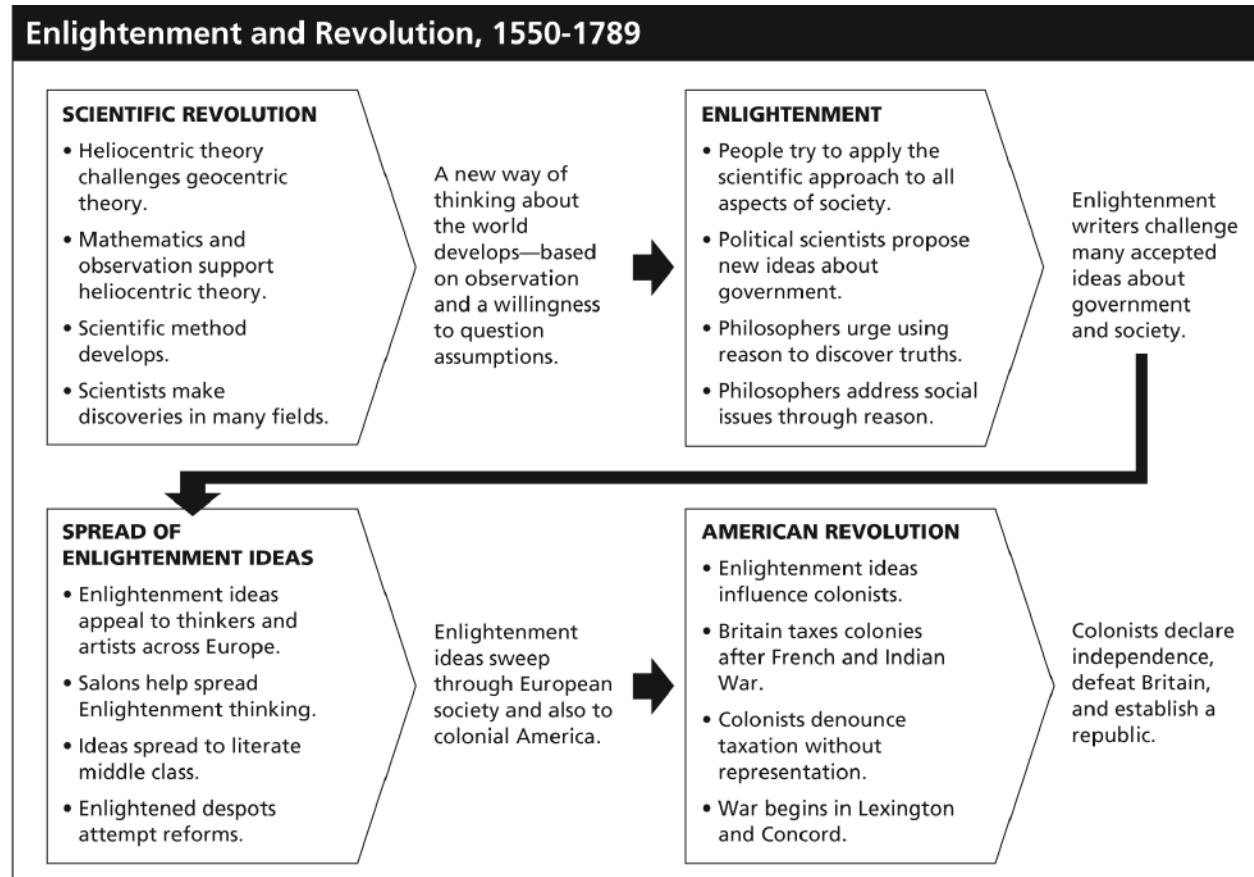 Enlightenment and Revolution, 1550-1789
SCIENTIFIC REVOLUTION
• Heliocentric theory
challenges geocentric
theory.
• Mathematics and
observation support
heliocentric theory.
• Scientific method
develops.
• Scientists make
discoveries in many fields.
A new way of
thinking about
the world
develops—based
on observation
and a willingness
to question
assumptions.
ENLIGHTENMENT
• People try to apply the
scientific approach to all
aspects of society.
• Political scientists propose
new ideas about
government.
• Philosophers urge using
reason to discover truths.
• Philosophers address social
issues through reason.
Enlightenment
writers challenge
many accepted
ideas about
government
and society.
SPREAD OF
ENLIGHTENMENT IDEAS
• Enlightenment ideas
appeal to thinkers and
artists across Europe.
• Salons help spread
Enlightenment thinking.
• Ideas spread to literate
middle class.
• Enlightened despots
attempt reforms.
Enlightenment
ideas sweep
through European
society and also to
colonial America.
AMERICAN REVOLUTION
• Enlightenment ideas
influence colonists.
• Britain taxes colonies
after French and Indian
War.
• Colonists denounce
taxation without
representation.
• War begins in Lexington
and Concord.
Colonists declare
independence,
defeat Britain,
and establish a
republic.